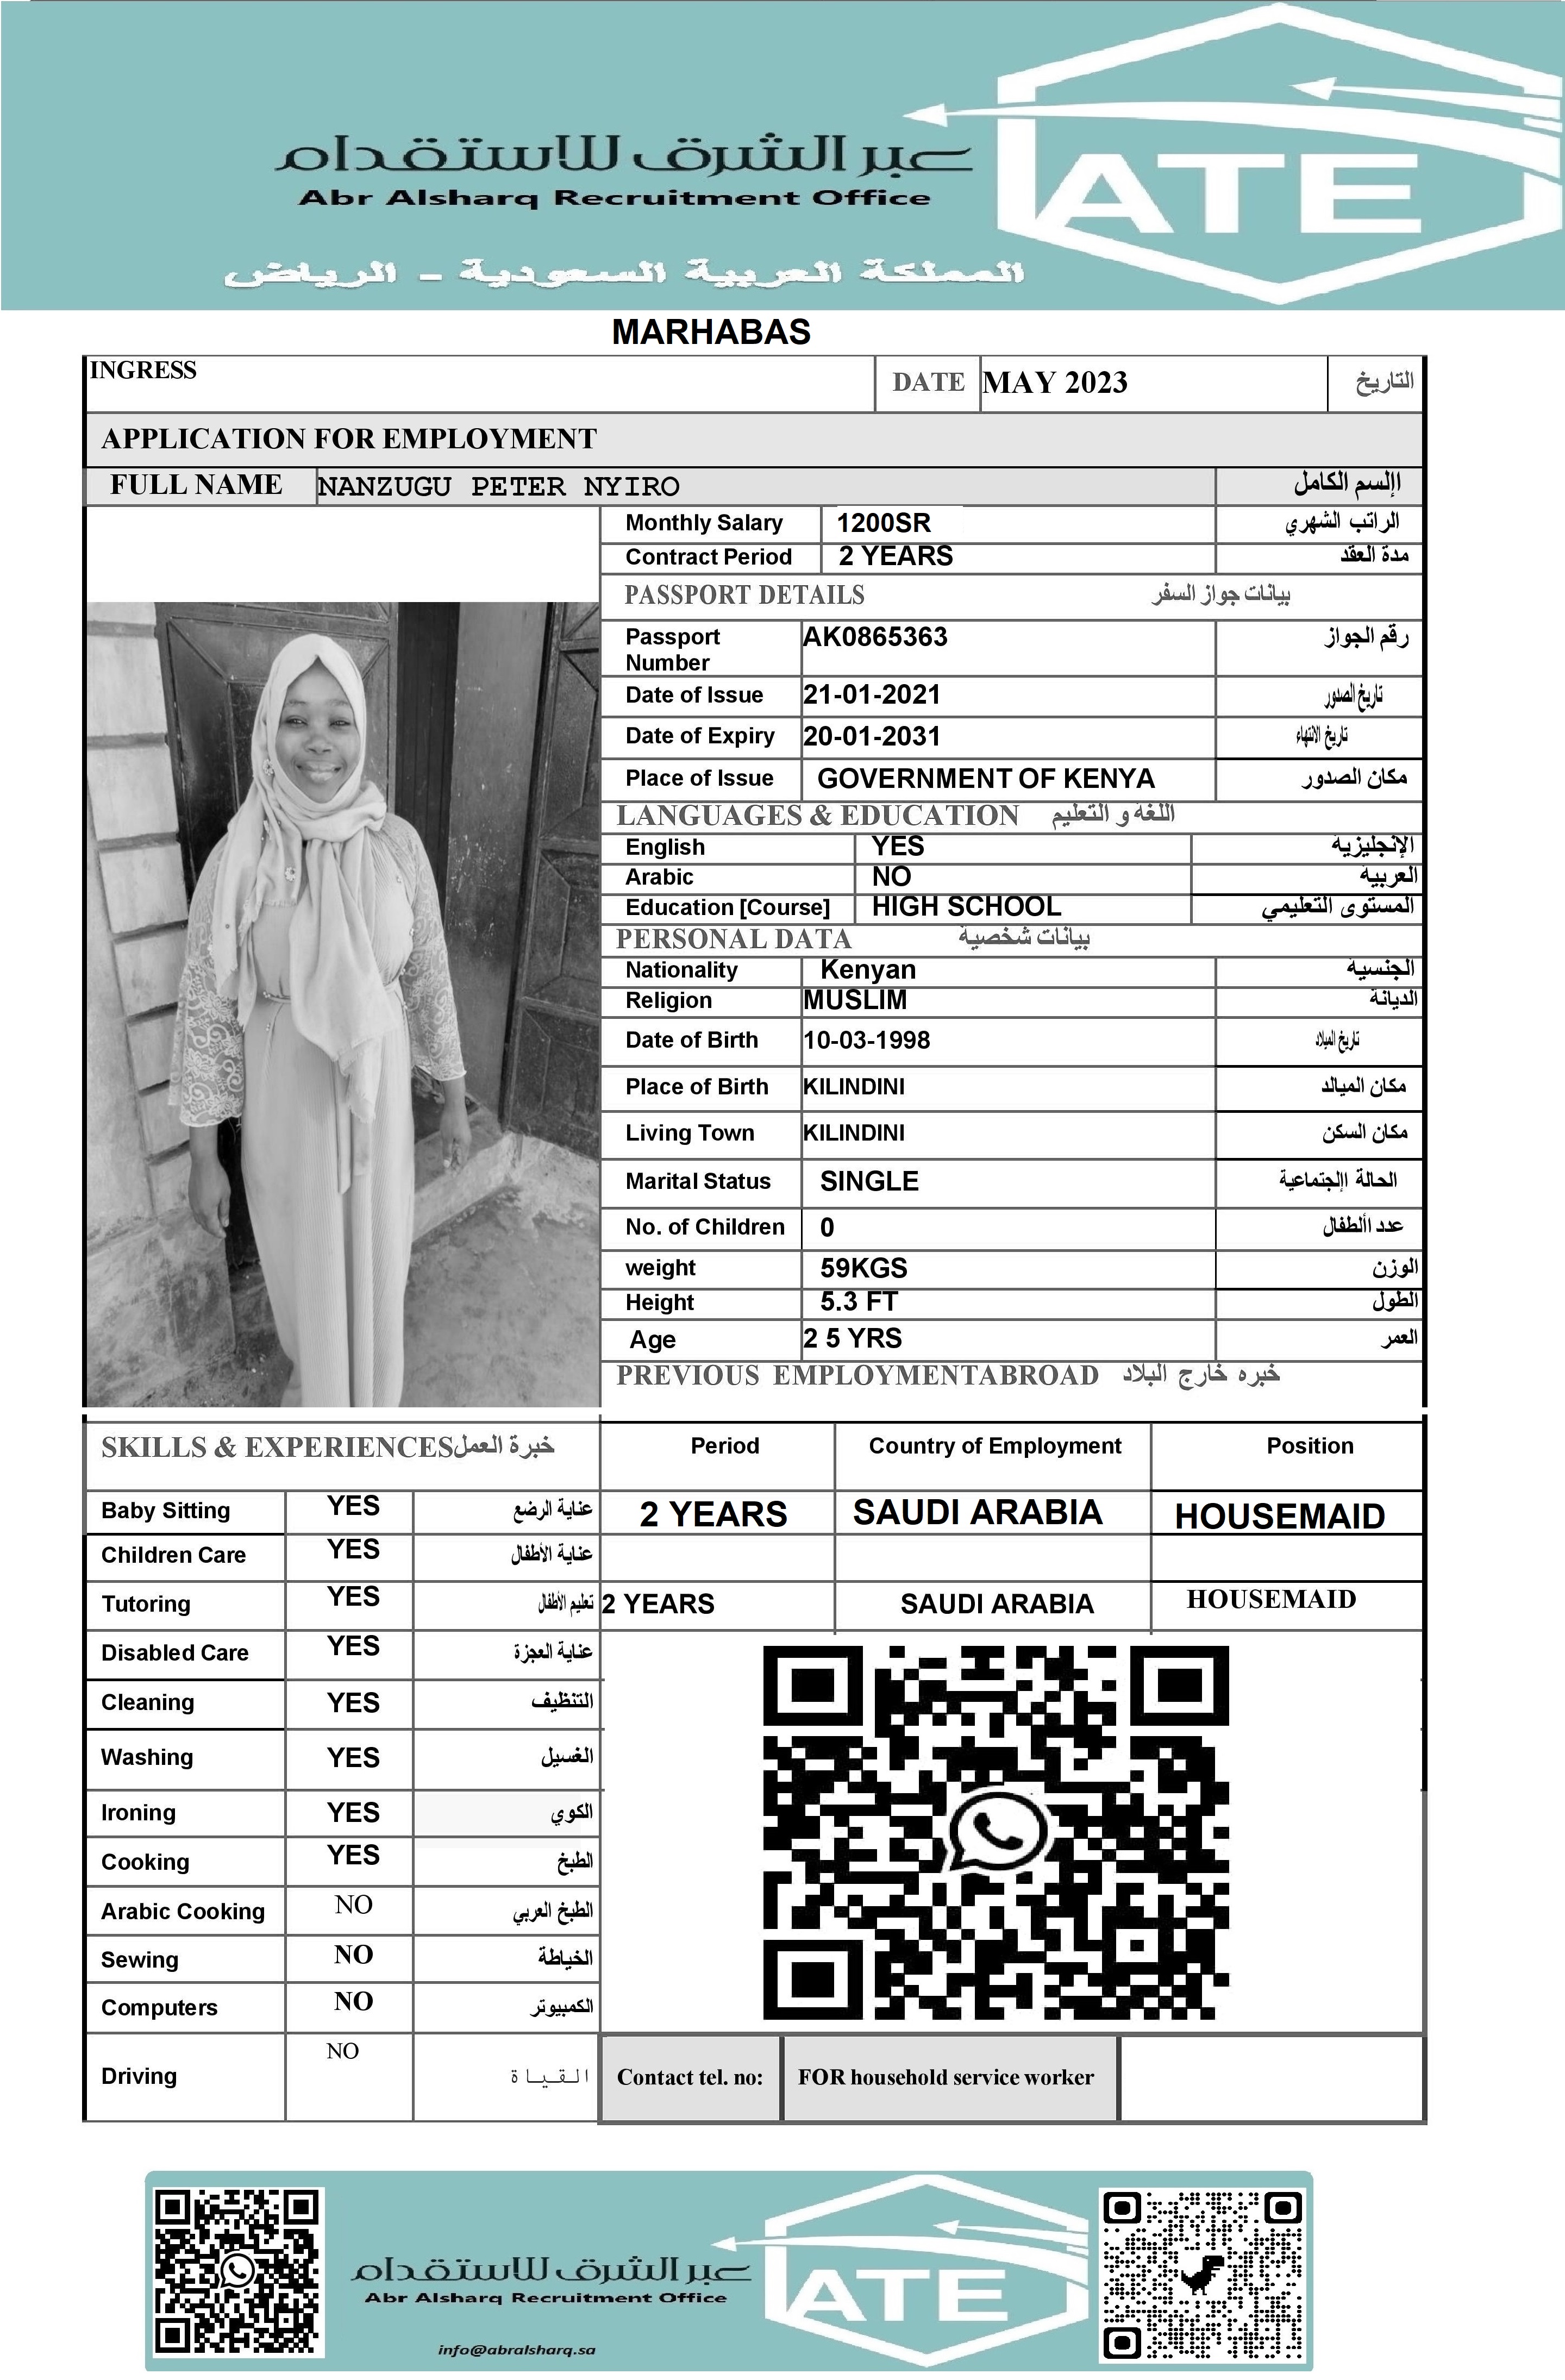 عبر الشرق للاستقدام
Abr Alsharq Recruitment Office
ATE
المملكة العربية السعودية - الرياض
MARHABAS
INGRESS DATE MAY 2023 التاريخ
APPLICATION FOR EMPLOYMENT
FULL NAME NANZUGU PETER NYIRO اإلسم الكامل
Monthly Salary 1200SR الراتب الشهري
Contract Period 2 YEARS مدة العقد
PASSPORT DETAILS بيانات جواز السفر
Passport Number AK0865363 رقم الجواز
Date of Issue 21-01-2021 تاريخ الصدور
Date of Expiry 20-01-2031 تاريخ الانتهاء
Place of Issue GOVERNMENT OF KENYA مكان الصدور
LANGUAGES & EDUCATION اللغة و التعليم
English YES الإنجليزية
Arabic NO العربية
Education [Course] HIGH SCHOOL المستوى التعليمي
PERSONAL DATA بيانات شخصية
Nationality Kenyan الجنسية
Religion MUSLIM الديانة
Date of Birth 10-03-1998 تاريخ الميلاد
Place of Birth KILINDINI مكان الميالد
Living Town KILINDINI مكان السكن
Marital Status SINGLE الحالة اإلجتماعية
No. of Children 0 عدد األطفال
weight 59KGS الوزن
Height 5.3 FT الطول
Age 2 5 YRS العمر
PREVIOUS EMPLOYMENTABROAD خبره خارج البلاد
SKILLS & EXPERIENCES خبرة العمل Period Country of Employment Position
Baby Sitting YES عناية الرضع 2 YEARS SAUDI ARABIA HOUSEMAID
Children Care YES عناية الأطفال
Tutoring YES تعليم الأطفال 2 YEARS SAUDI ARABIA HOUSEMAID
Disabled Care YES عناية العجزة
Cleaning YES التنظيف
Washing YES الغسيل
Ironing YES الكوي
Cooking YES الطبخ
Arabic Cooking NO الطبخ العربي
Sewing NO الخياطة
Computers NO الكمبيوتر
Driving NO القياة
Contact tel. no: FOR household service worker
عبر الشرق للاستقدام
Abr Alsharq Recruitment Office
ATE
info@abralsharq.sa